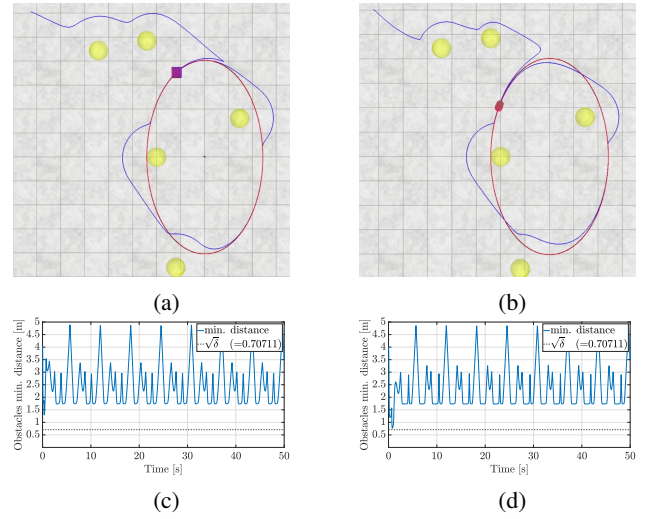 (a)
(b)
5
4.5
4
3.5
3
2.5
2
1.5
1
0.5
Obstacles min. distance [m]
min. distance
√δ (=0.70711)
0 10 20 30 40 50
Time [s]
5
4.5
4
3.5
3
2.5
2
1.5
1
0.5
Obstacles min. distance [m]
min. distance
√δ (=0.70711)
0 10 20 30 40 50
Time [s]
(c)
(d)